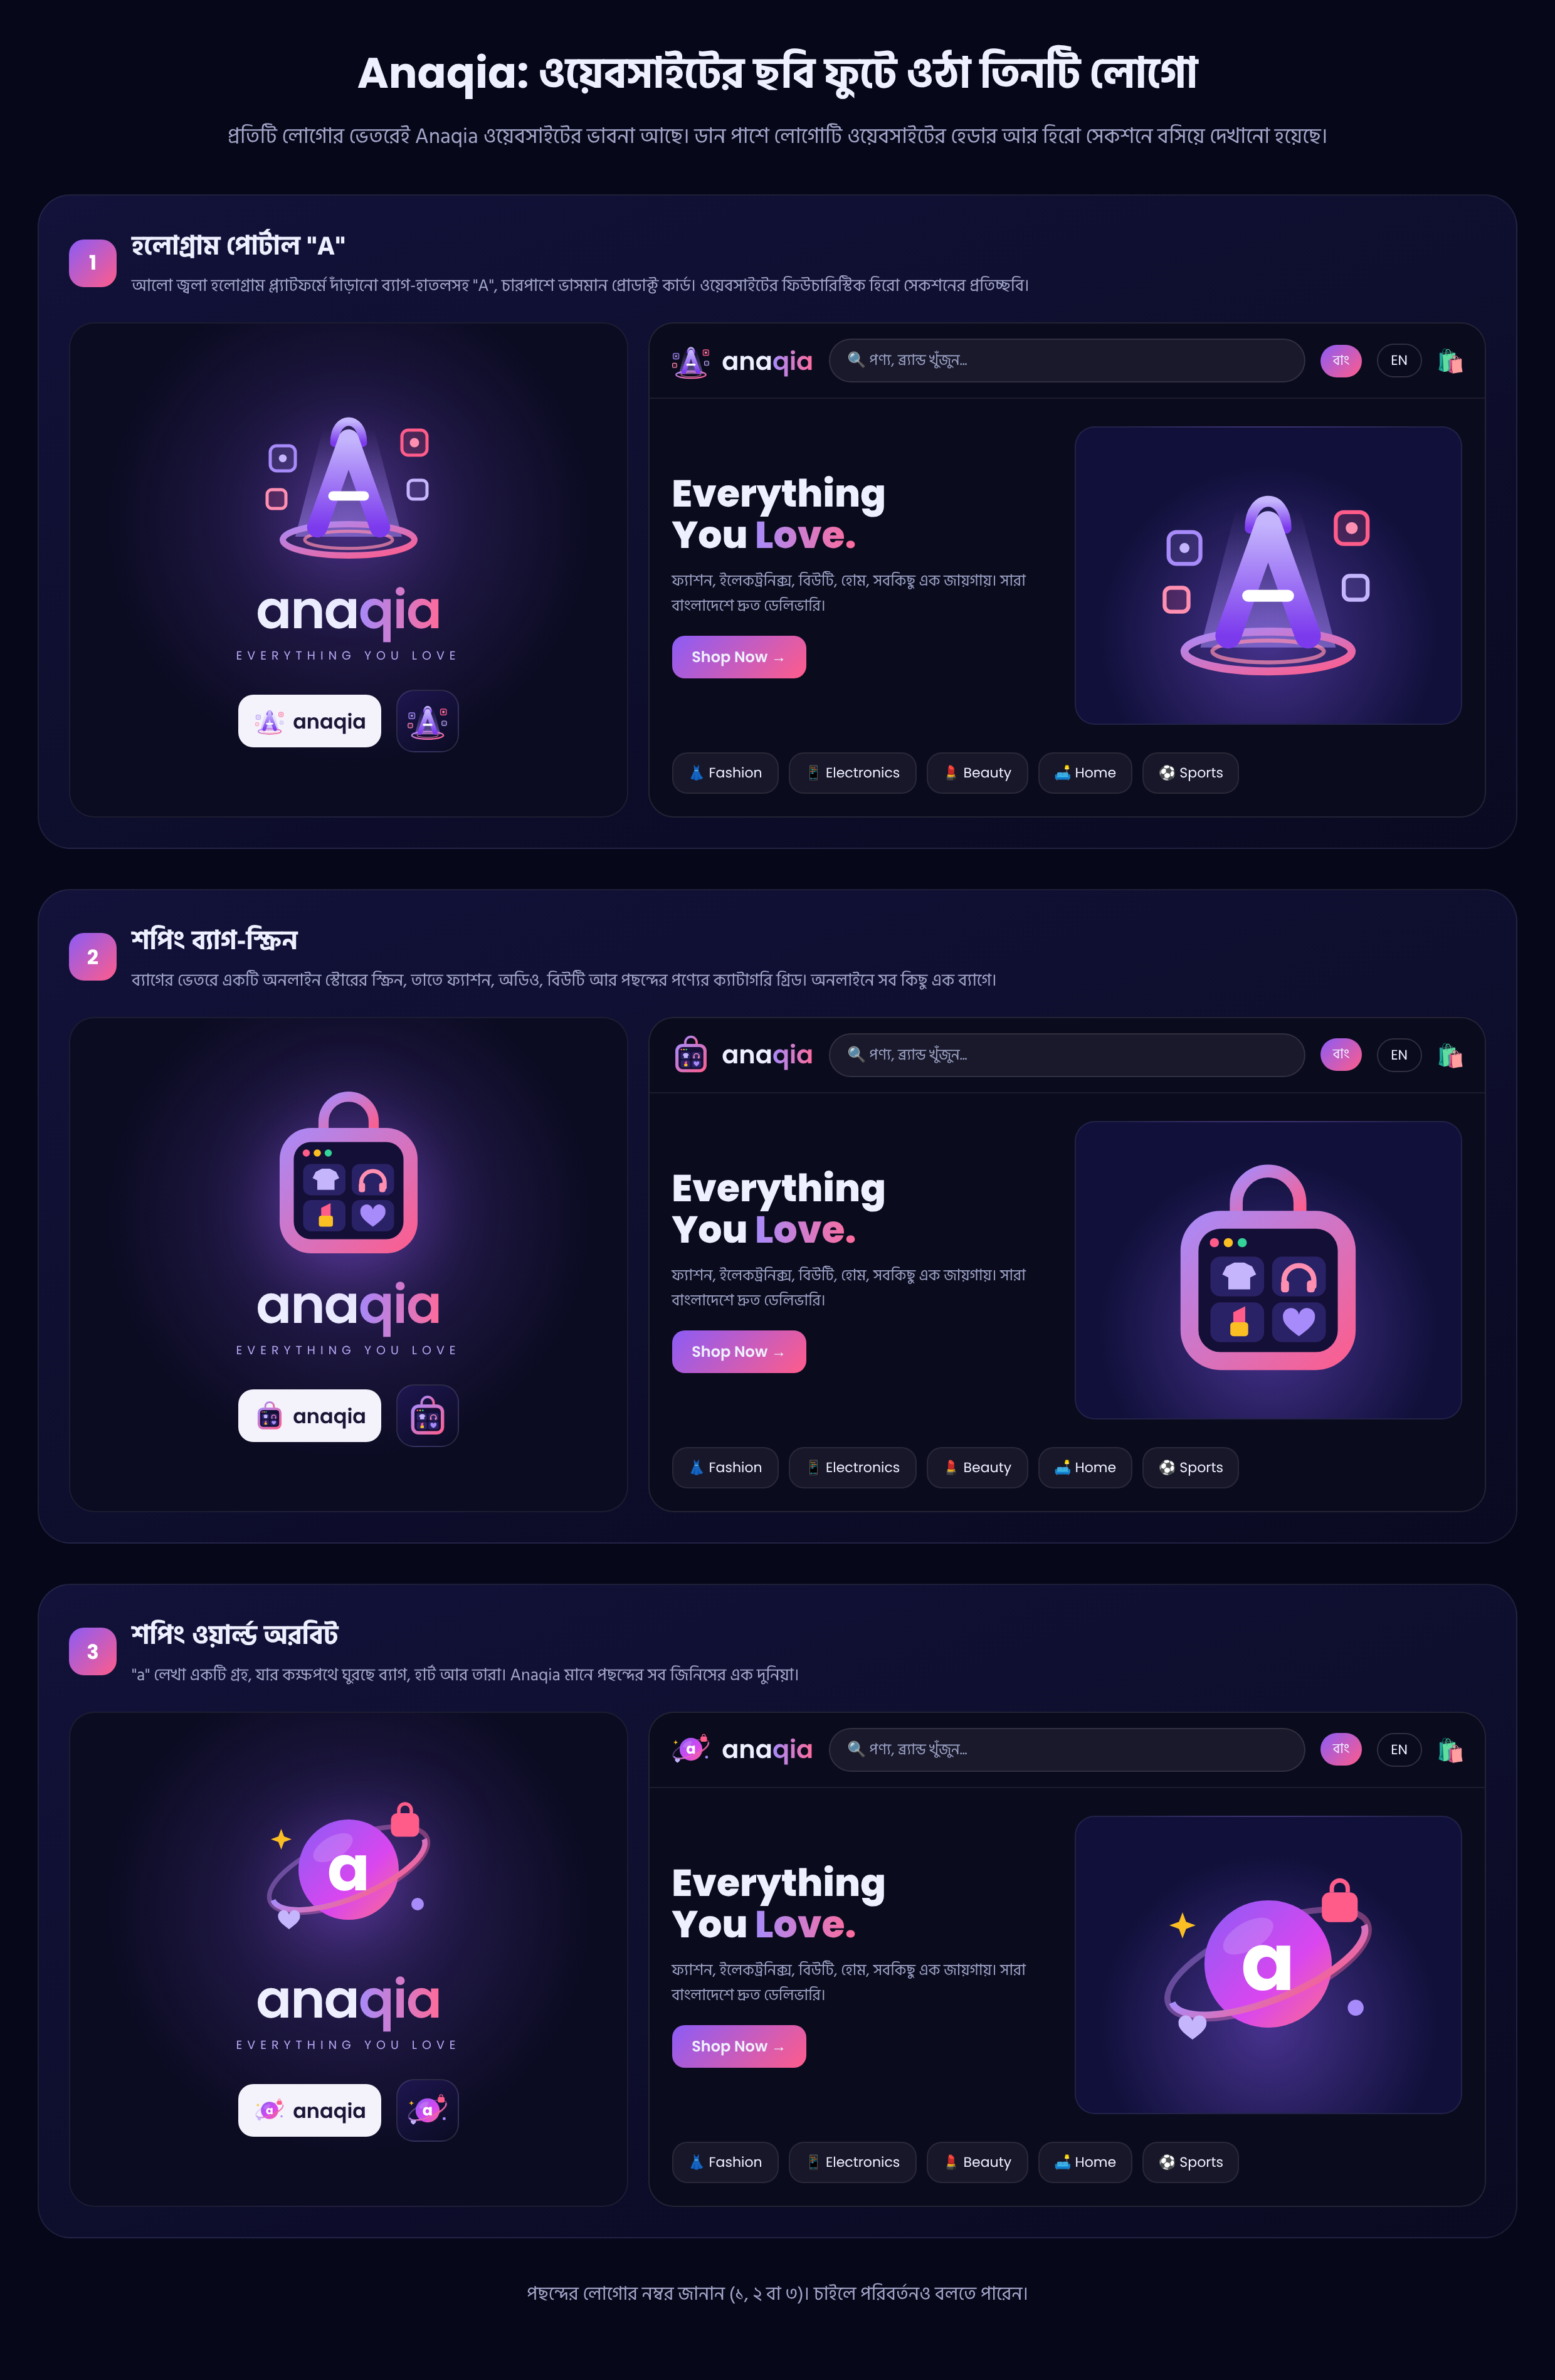 Anaqia: ওয়েবসাইটের ছবি ফুটে ওঠা তিনটি লোগো
প্রতিটি লোগোর ভেতরেই Anaqia ওয়েবসাইটের ভাবনা আছে। ডান পাশে লোগোটি ওয়েবসাইটের হেডার আর হিরো সেকশনে বসিয়ে দেখানো হয়েছে।
1
হলোগ্রাম পোর্টাল "A"
আলো জ্বলা হলোগ্রাম প্ল্যাটফর্মে দাঁড়ানো ব্যাগ-হাতলসহ "A", চারপাশে ভাসমান প্রোডাক্ট কার্ড। ওয়েবসাইটের ফিউচারিস্টিক হিরো সেকশনের প্রতিচ্ছবি।
A
anaqia
EVERYTHING YOU LOVE
A anaqia
A
A anaqia
পণ্য, ব্র্যান্ড খুঁজুন...
বাং
EN
Everything
You Love.
ফ্যাশন, ইলেকট্রনিক্স, বিউটি, হোম, সবকিছু এক জায়গায়। সারা
বাংলাদেশে দ্রুত ডেলিভারি।
Shop Now →
A
Fashion
Electronics
Beauty
Home
Sports
2
শপিং ব্যাগ-স্ক্রিন
ব্যাগের ভেতরে একটি অনলাইন স্টোরের স্ক্রিন, তাতে ফ্যাশন, অডিও, বিউটি আর পছন্দের পণ্যের ক্যাটাগরি গ্রিড। অনলাইনে সব কিছু এক ব্যাগে।
anaqia
EVERYTHING YOU LOVE
anaqia
anaqia
পণ্য, ব্র্যান্ড খুঁজুন...
বাং
EN
Everything
You Love.
ফ্যাশন, ইলেকট্রনিক্স, বিউটি, হোম, সবকিছু এক জায়গায়। সারা
বাংলাদেশে দ্রুত ডেলিভারি।
Shop Now →
Fashion
Electronics
Beauty
Home
Sports
3
শপিং ওয়ার্ল্ড অরবিট
"a" লেখা একটি গ্রহ, যার কক্ষপথে ঘুরছে ব্যাগ, হার্ট আর তারা। Anaqia মানে পছন্দের সব জিনিসের এক দুনিয়া।
a
anaqia
EVERYTHING YOU LOVE
a anaqia
a
a anaqia
পণ্য, ব্র্যান্ড খুঁজুন...
বাং
EN
Everything
You Love.
ফ্যাশন, ইলেকট্রনিক্স, বিউটি, হোম, সবকিছু এক জায়গায়। সারা
বাংলাদেশে দ্রুত ডেলিভারি।
Shop Now →
a
Fashion
Electronics
Beauty
Home
Sports
পছন্দের লোগোর নম্বর জানান (১, ২ বা ৩)। চাইলে পরিবর্তনও বলতে পারেন।